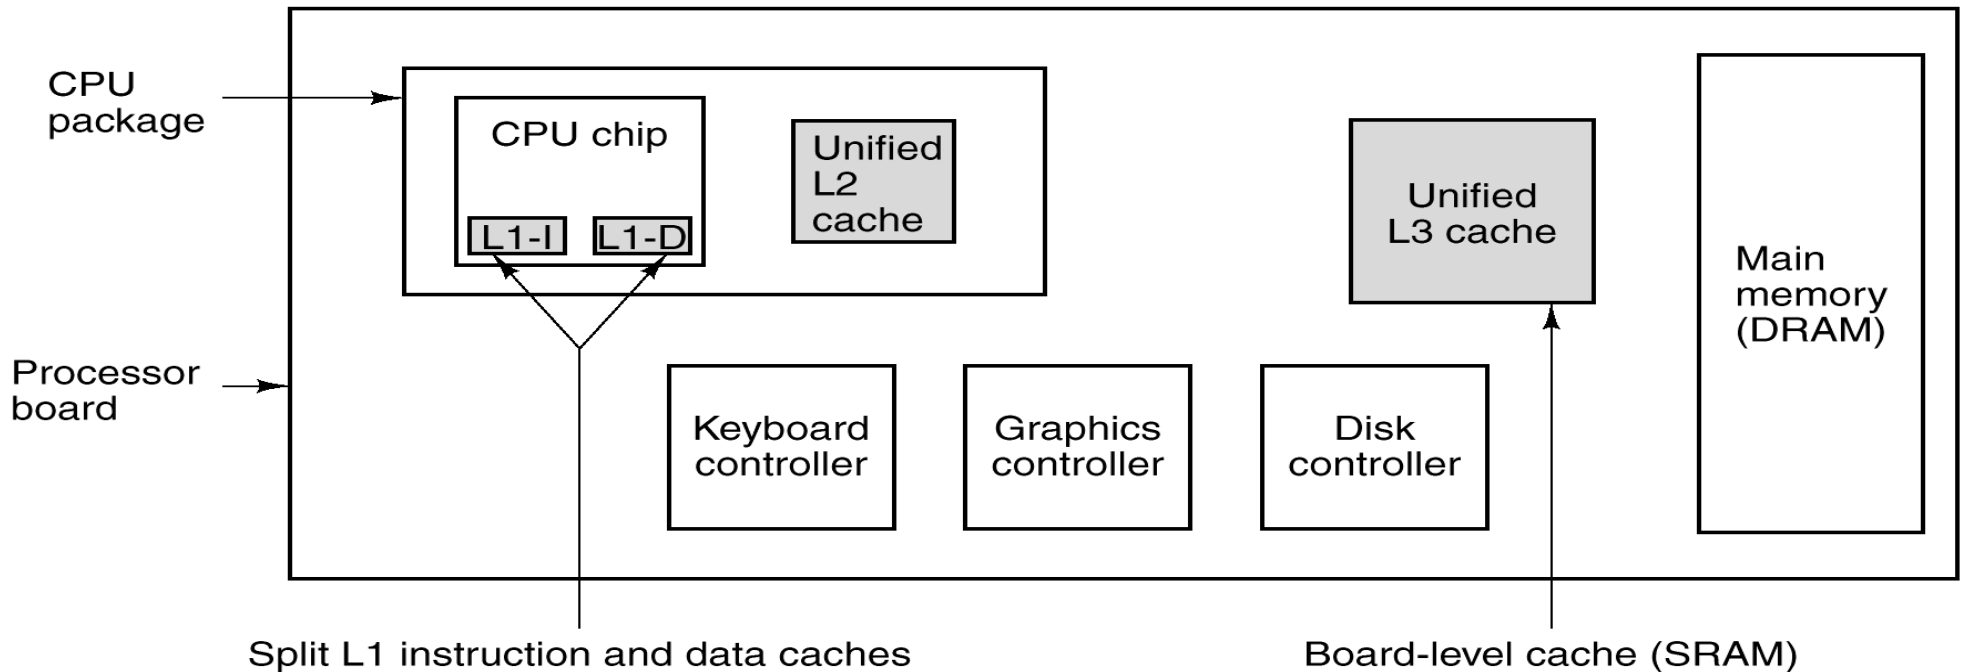 CPU
package
CPU chip
L1-I
L1-D
Unified
L2
cache
Unified
L3 cache
Main
memory
(DRAM)
Processor
board
Keyboard
controller
Graphics
controller
Disk
controller
Split L1 instruction and data caches
Board-level cache (SRAM)